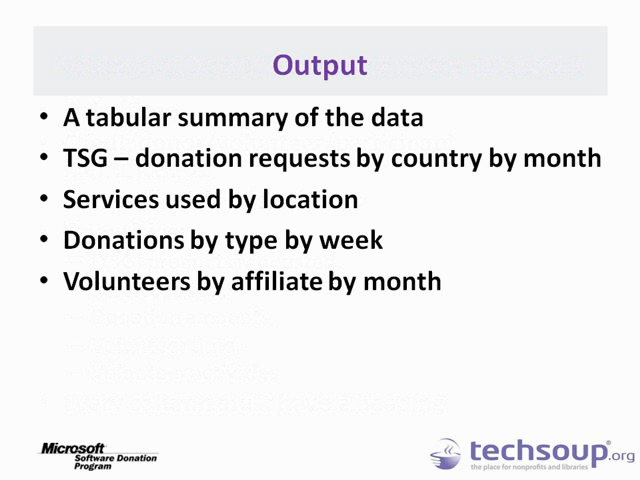 Output
• A tabular summary of the data
• TSG – donation requests by country by month
• Services used by location
• Donations by type by week
• Volunteers by affiliate by month
Microsoft
Software Donation
Program
techsoup®.org
the place for nonprofits and libraries